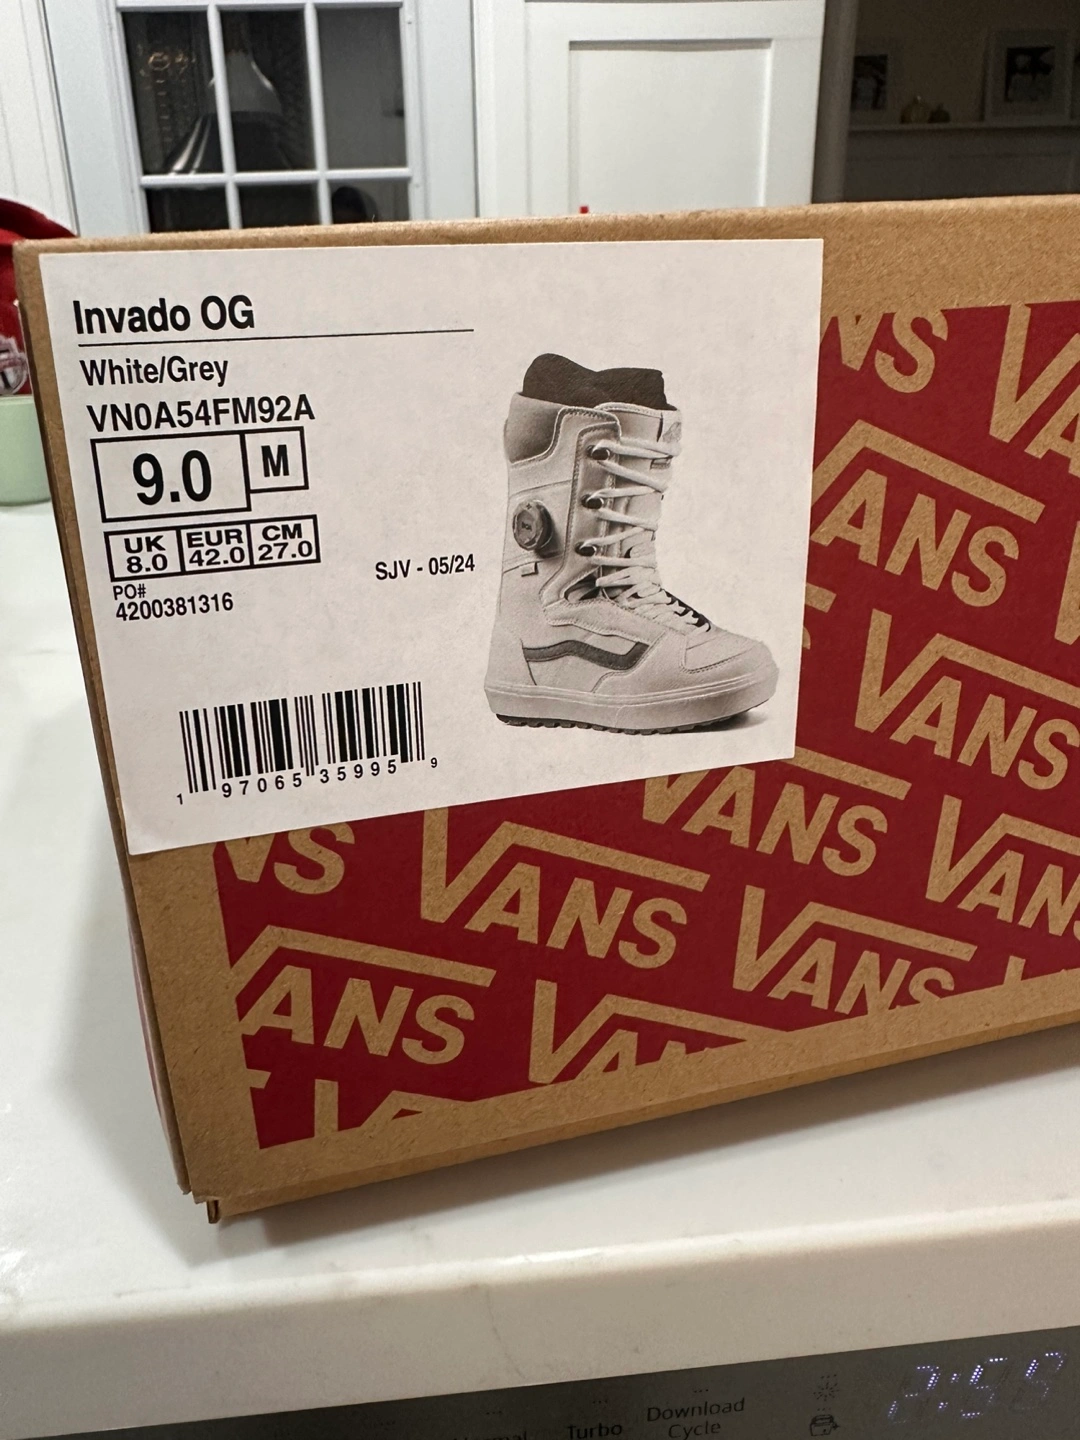 Invado OG
White/Grey
VN0A54FM92A
9.0 M
UK EUR CM
8.0 42.0 27.0
PO#
4200381316
SJV - 05/24
1 97065 35995 9
VANS
VANS
VANS
VANS
VANS
VANS
VANS
Turbo
Download
Cycle